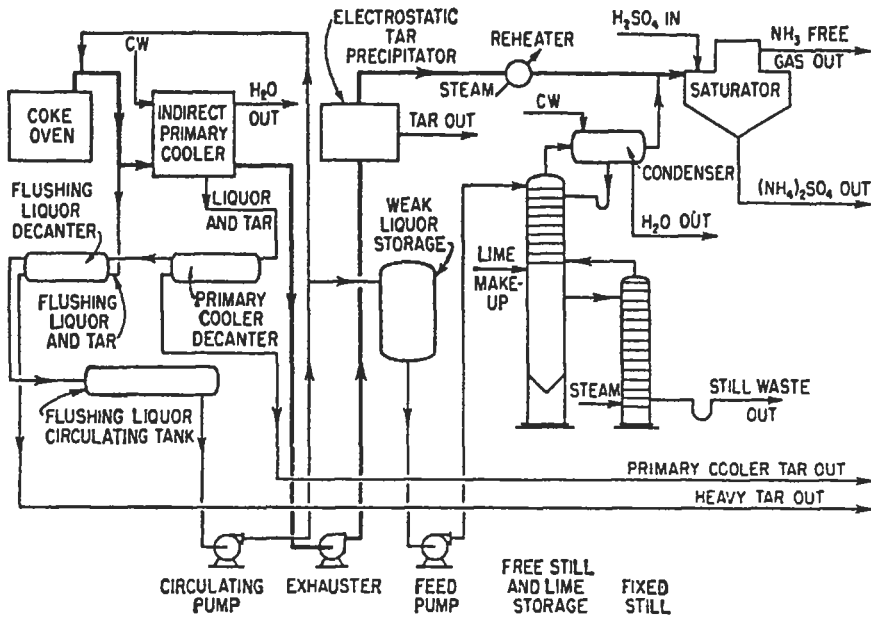 ELECTROSTATIC
TAR
PRECIPITATOR
CW
REHEATER
STEAM
H2SO4 IN
NH3 FREE
GAS OUT
SATURATOR
COKE
OVEN
INDIRECT
PRIMARY
COOLER
H2O
OUT
TAR OUT
CW
CONDENSER
(NH4)2SO4 OUT
H2O OUT
FLUSHING
LIQUOR
DECANTER
LIQUOR
AND TAR
WEAK
LIQUOR
STORAGE
LIME
MAKE-
UP
FLUSHING
LIQUOR
AND TAR
PRIMARY
COOLER
DECANTER
FLUSHING LIQUOR
CIRCULATING TANK
STEAM
STILL WASTE
OUT
PRIMARY COOLER TAR OUT
HEAVY TAR OUT
CIRCULATING
PUMP
EXHAUSTER
FEED
PUMP
FREE STILL
AND LIME
STORAGE
FIXED
STILL